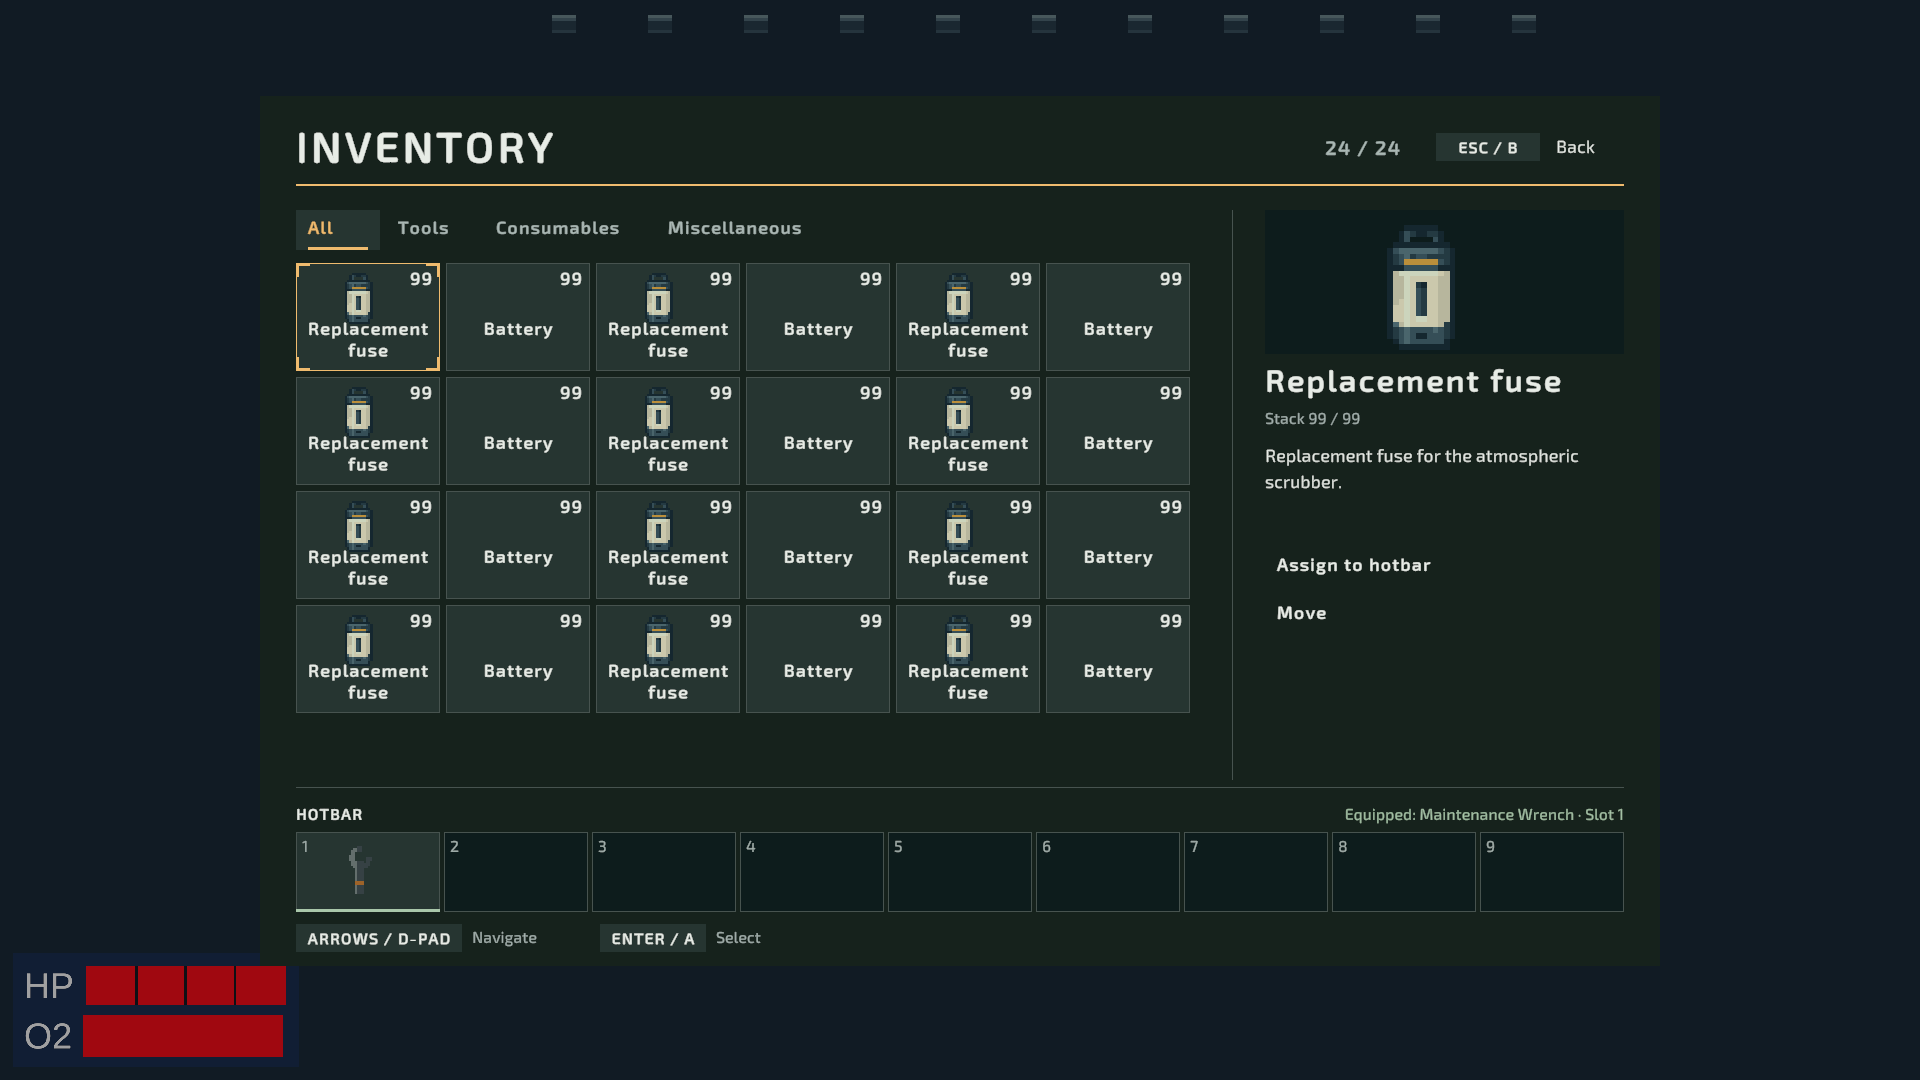 INVENTORY
24 / 24
ESC / B
Back
All
Tools
Consumables
Miscellaneous
99
Replacement
fuse
99
Battery
99
Replacement
fuse
99
Battery
99
Replacement
fuse
99
Battery
99
Replacement
fuse
99
Battery
99
Replacement
fuse
99
Battery
99
Replacement
fuse
99
Battery
99
Replacement
fuse
99
Battery
99
Replacement
fuse
99
Battery
99
Replacement
fuse
99
Battery
99
Replacement
fuse
99
Battery
99
Replacement
fuse
99
Battery
99
Replacement
fuse
99
Battery
Replacement fuse
Stack 99 / 99
Replacement fuse for the atmospheric
scrubber.
Assign to hotbar
Move
HOTBAR
Equipped: Maintenance Wrench · Slot 1
1
2
3
4
5
6
7
8
9
ARROWS / D-PAD
Navigate
ENTER / A
Select
HP
O2